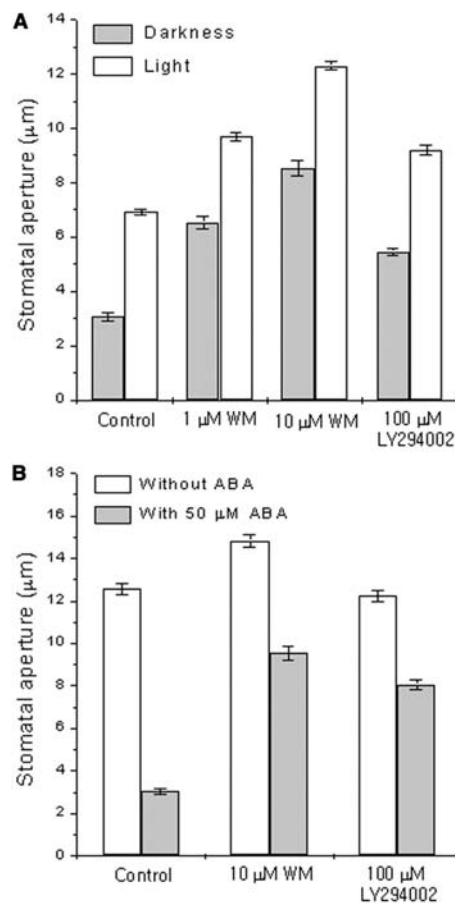 A
Darkness
Light
Stomatal aperture (μm)
14
12
10
8
6
4
2
0
Control
1 μM WM
10 μM WM
100 μM
LY294002
B
Without ABA
With 50 μM ABA
Stomatal aperture (μm)
18
16
14
12
10
8
6
4
2
0
Control
10 μM WM
100 μM
LY294002